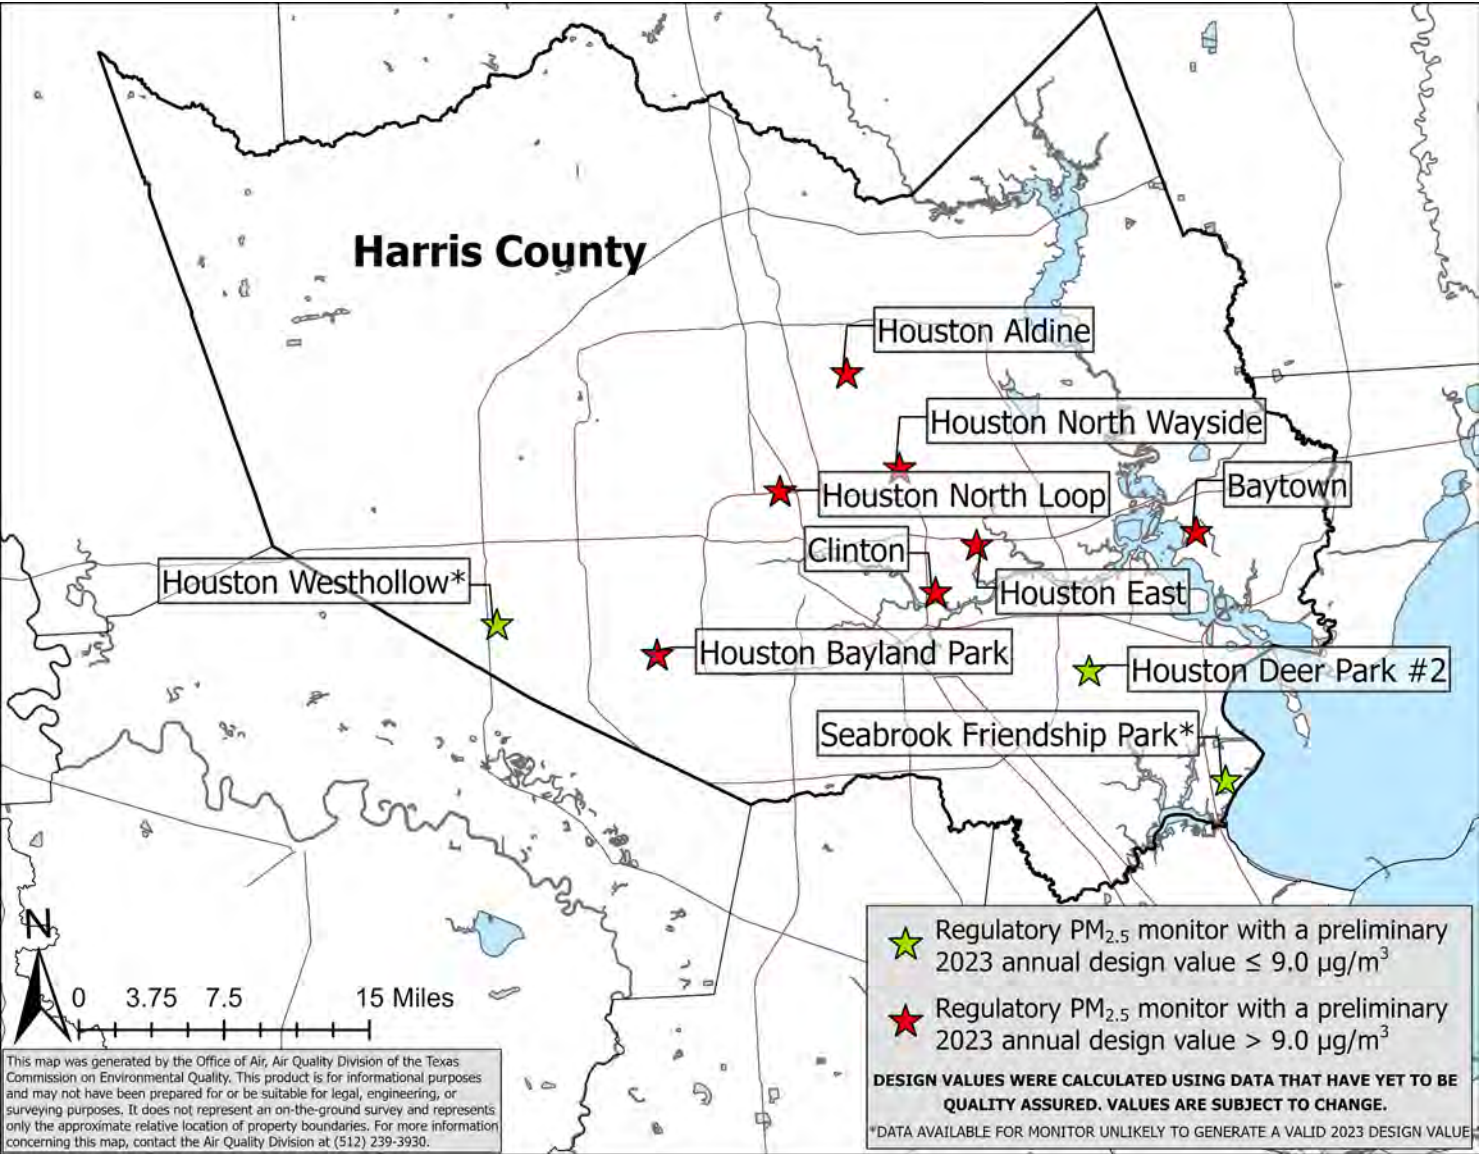 Harris County
Houston Aldine
Houston North Wayside
Houston North Loop
Baytown
Clinton
Houston Westhollow*
Houston East
Houston Bayland Park
Houston Deer Park #2
Seabrook Friendship Park*
N
0 3.75 7.5 15 Miles
This map was generated by the Office of Air, Air Quality Division of the Texas
Commission on Environmental Quality. This product is for informational purposes
and may not have been prepared for or be suitable for legal, engineering, or
surveying purposes. It does not represent an on-the-ground survey and represents
only the approximate relative location of property boundaries. For more information
concerning this map, contact the Air Quality Division at (512) 239-3930.
Regulatory PM2.5 monitor with a preliminary
2023 annual design value ≤ 9.0 µg/m³
Regulatory PM2.5 monitor with a preliminary
2023 annual design value > 9.0 µg/m³
DESIGN VALUES WERE CALCULATED USING DATA THAT HAVE YET TO BE
QUALITY ASSURED. VALUES ARE SUBJECT TO CHANGE.
*DATA AVAILABLE FOR MONITOR UNLIKELY TO GENERATE A VALID 2023 DESIGN VALUE